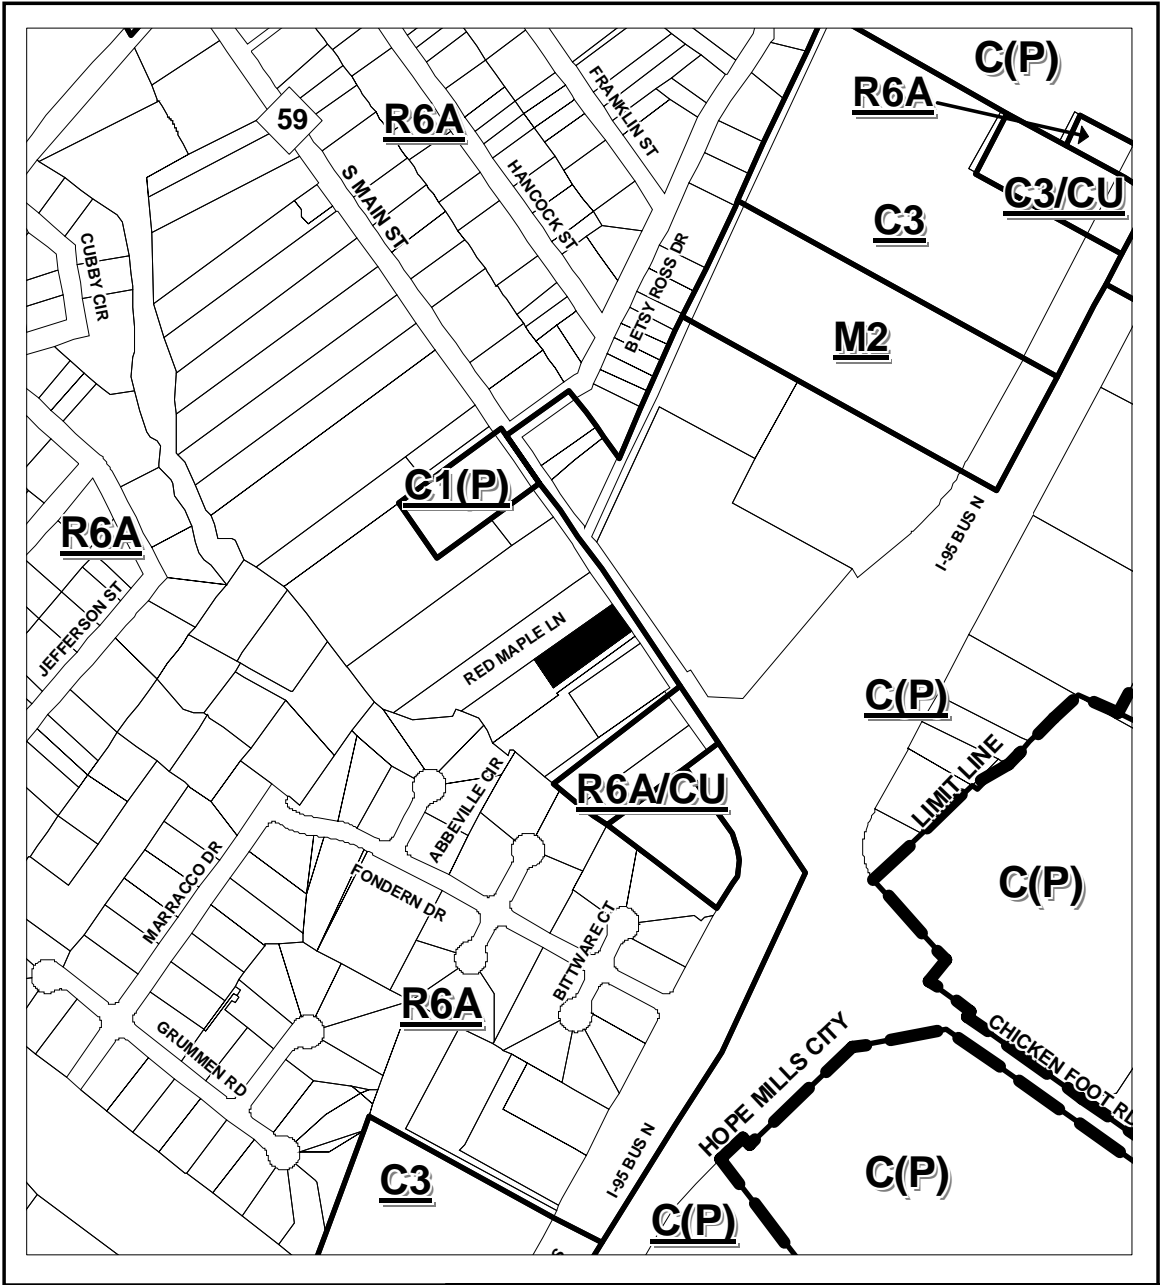 C(P)
R6A
59
R6A
FRANKLIN ST
S MAIN ST
HANCOCK ST
C3/CU
C3
CUBBY CIR
BETSY ROSS DR
M2
C1(P)
R6A
I-95 BUS N
JEFFERSON ST
RED MAPLE LN
C(P)
LIMIT LINE
R6A/CU
ABBEVILLE CIR
MARRACCO DR
FONDERN DR
C(P)
BITTWARE CT
R6A
CHICKEN FOOT RD
GRUMMEN RD
HOPE MILLS CITY
I-95 BUS N
C3
C(P)
C(P)